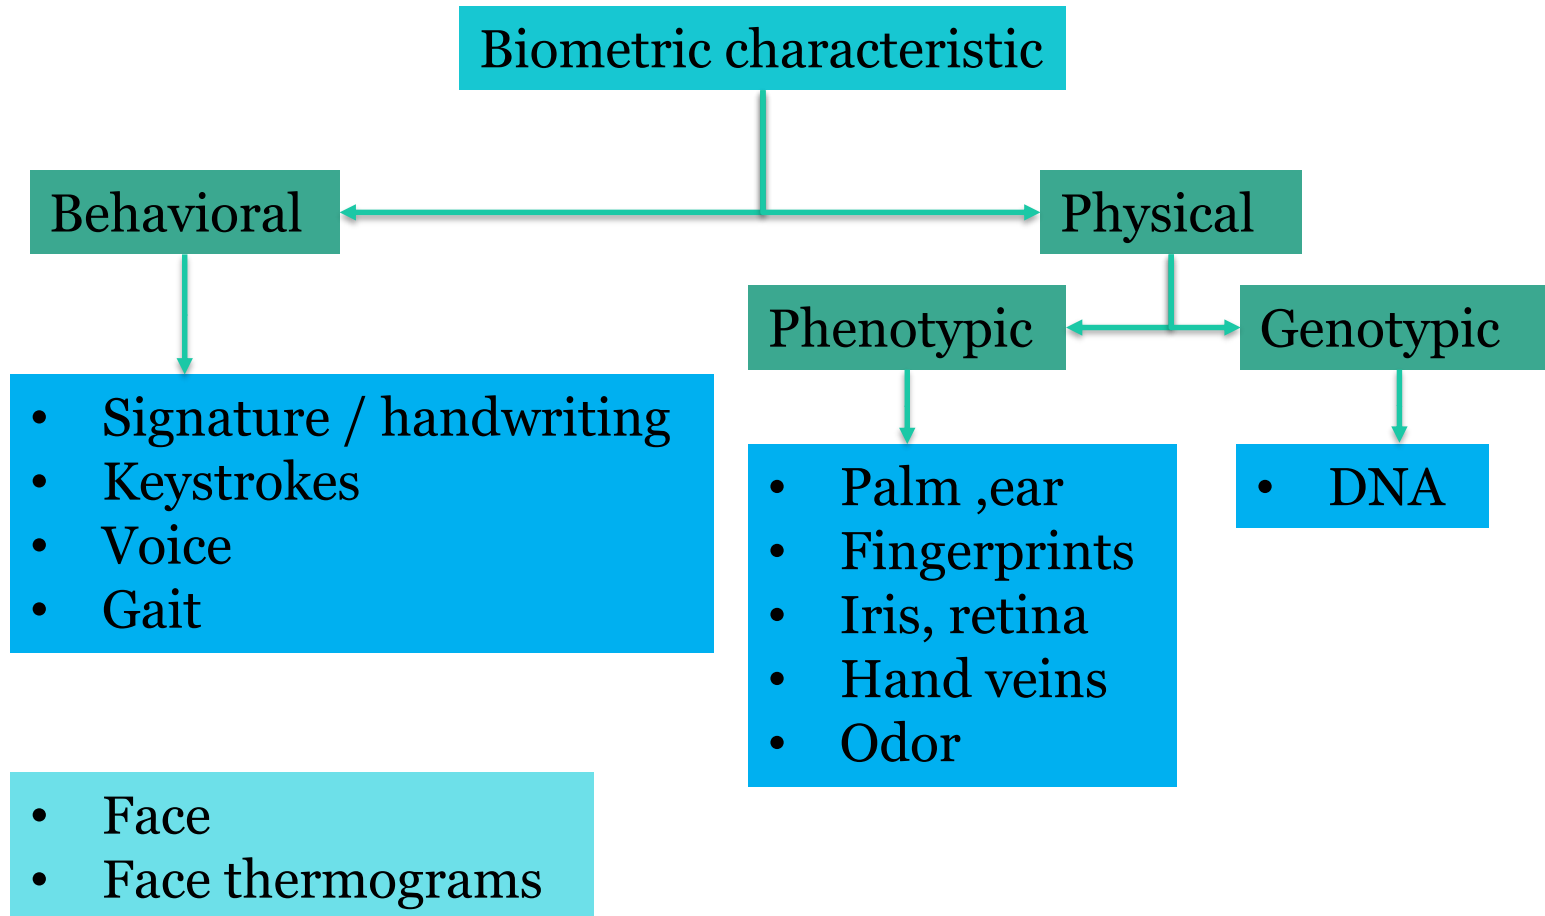 Biometric characteristic
Behavioral
Physical
Phenotypic
Genotypic
• Signature / handwriting
• Keystrokes
• Voice
• Gait
• Palm ,ear
• Fingerprints
• Iris, retina
• Hand veins
• Odor
• DNA
• Face
• Face thermograms